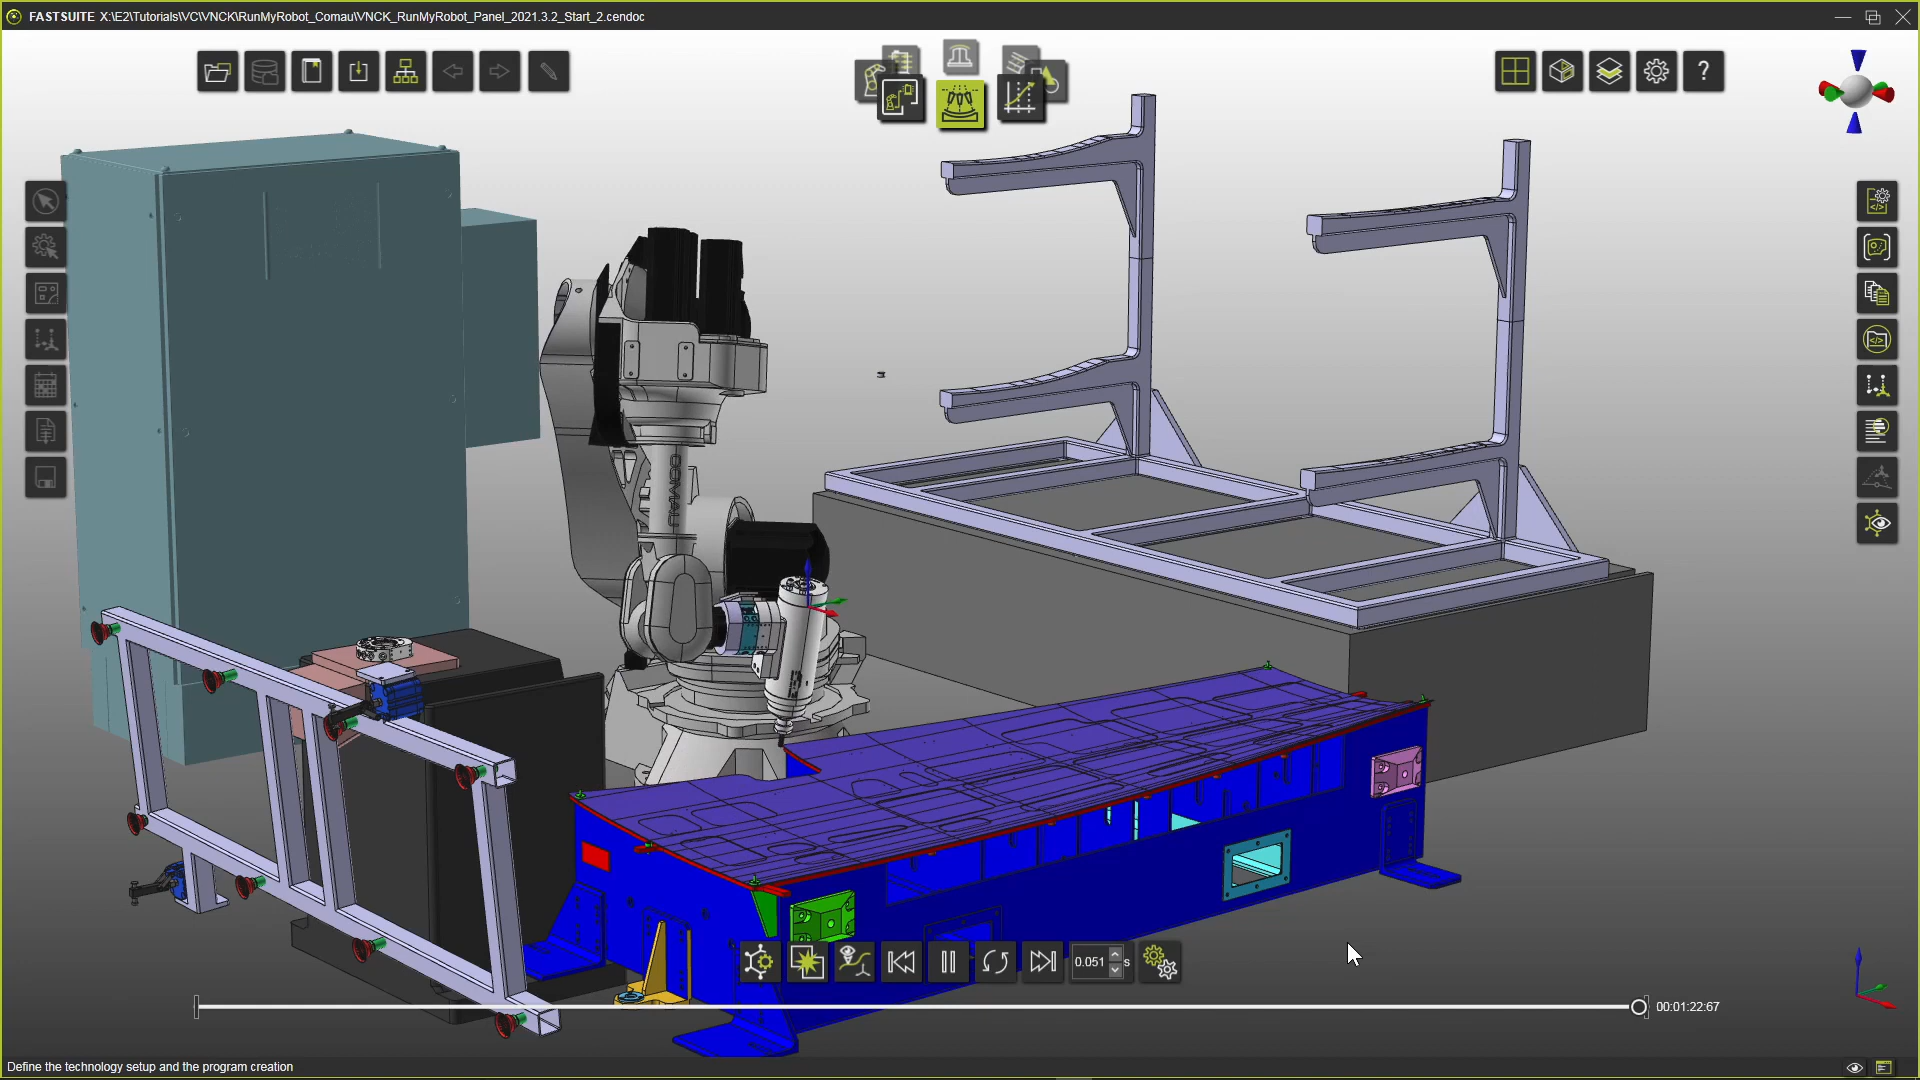 FASTSUITE X:\E2\Tutorials\VC\VNCK\RunMyRobot_Comau\VNCK_RunMyRobot_Panel_2021.3.2_Start_2.cendoc
?
COMAU
0.051 s
00:01:22:67
Define the technology setup and the program creation